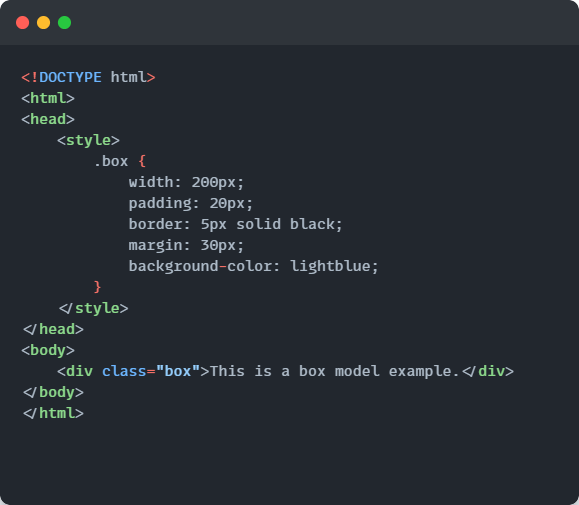 <!DOCTYPE html>
<html>
<head>
    <style>
        .box {
            width: 200px;
            padding: 20px;
            border: 5px solid black;
            margin: 30px;
            background-color: lightblue;
        }
    </style>
</head>
<body>
    <div class="box">This is a box model example.</div>
</body>
</html>